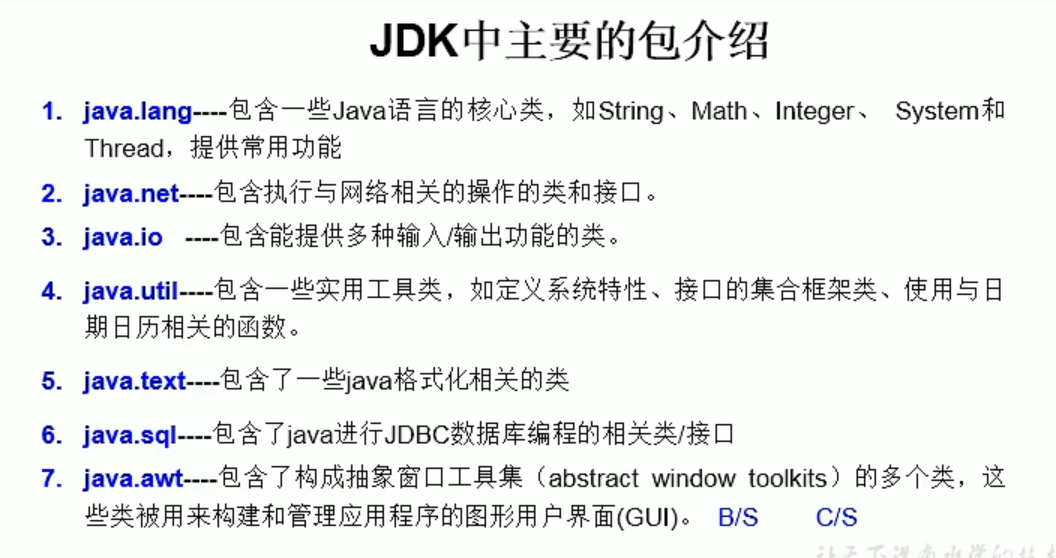 JDK中主要的包介绍
1. java.lang----包含一些Java语言的核心类，如String、Math、Integer、 System和
Thread，提供常用功能
2. java.net----包含执行与网络相关的操作的类和接口。
3. java.io ----包含能提供多种输入/输出功能的类。
4. java.util----包含一些实用工具类，如定义系统特性、接口的集合框架类、使用与日
期日历相关的函数。
5. java.text----包含了一些java格式化相关的类
6. java.sql----包含了java进行JDBC数据库编程的相关类/接口
7. java.awt----包含了构成抽象窗口工具集（abstract window toolkits）的多个类，这
些类被用来构建和管理应用程序的图形用户界面(GUI)。 B/S C/S